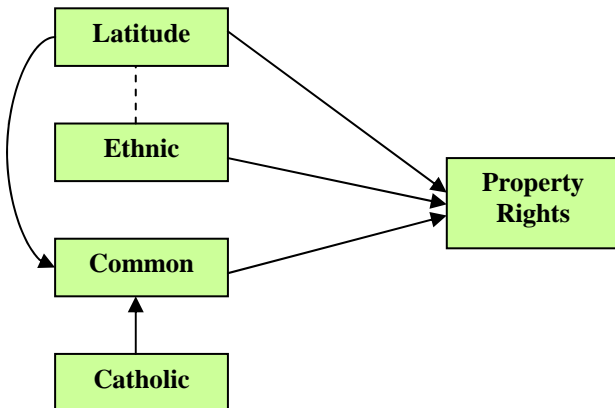 Latitude
Ethnic
Property
Rights
Common
Catholic